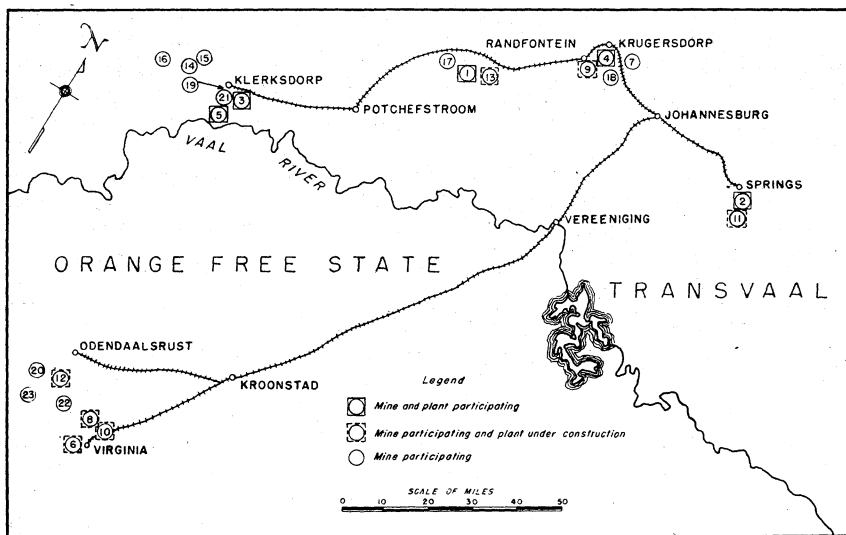 N
RANDFONTEIN
KRUGERSDORP
16
15
14
17
1
13
9
4
7
18
KLERKSDORP
19
21
3
5
POTCHEFSTROOM
JOHANNESBURG
VAAL
RIVER
SPRINGS
2
11
VEREENIGING
ORANGE FREE STATE
TRANSVAAL
ODENDAALSRUST
20
12
KROONSTAD
23
22
8
10
6
VIRGINIA
Legend
Mine and plant participating
Mine participating and plant under construction
Mine participating
SCALE OF MILES
0 10 20 30 40 50